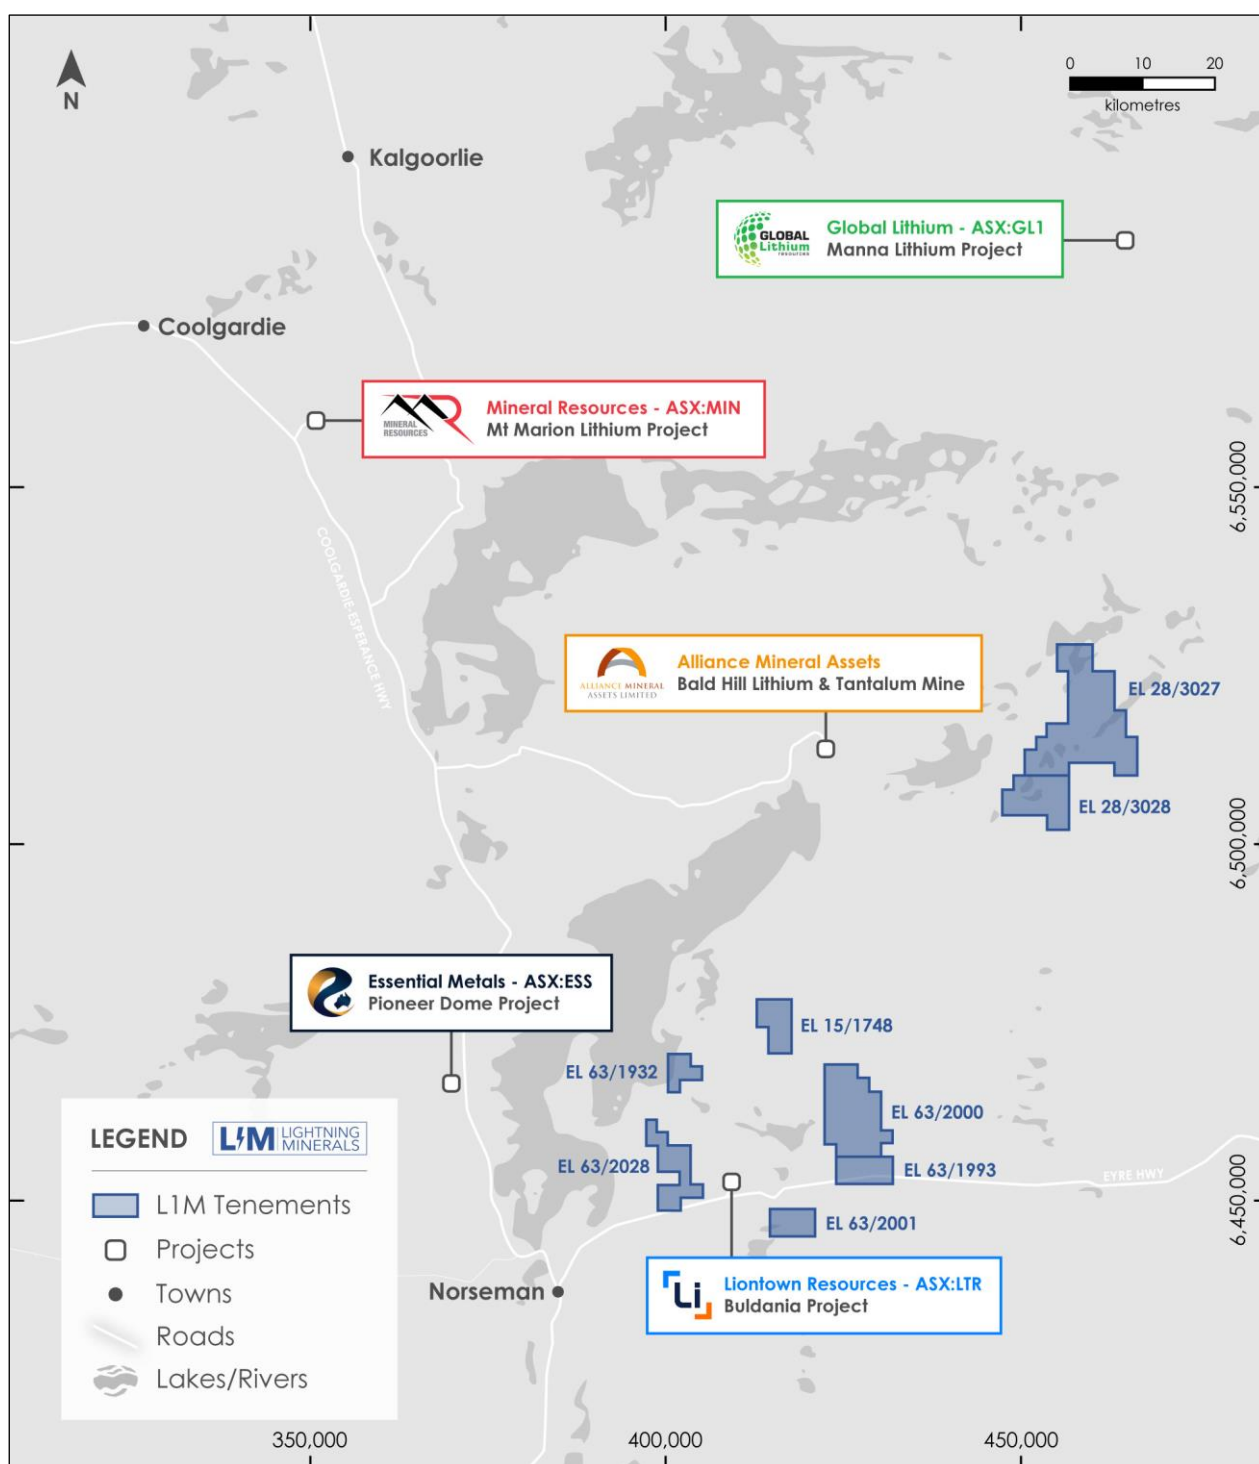 N
0 10 20
kilometres
Kalgoorlie
GLOBAL
Lithium
RESOURCES
Global Lithium - ASX:GL1
Manna Lithium Project
Coolgardie
MINERAL
RESOURCES
Mineral Resources - ASX:MIN
Mt Marion Lithium Project
6,550,000
COOLGARDIE-ESPERANCE HWY
ALLIANCE MINERAL
ASSETS LIMITED
Alliance Mineral Assets
Bald Hill Lithium & Tantalum Mine
EL 28/3027
EL 28/3028
6,500,000
Essential Metals - ASX:ESS
Pioneer Dome Project
EL 15/1748
EL 63/1932
EL 63/2000
EL 63/2028
EL 63/1993
EYRE HWY
6,450,000
EL 63/2001
Norseman
Li
Liontown Resources - ASX:LTR
Buldania Project
LEGEND
L1M LIGHTNING
MINERALS
L1M Tenements
Projects
Towns
Roads
Lakes/Rivers
350,000 400,000 450,000